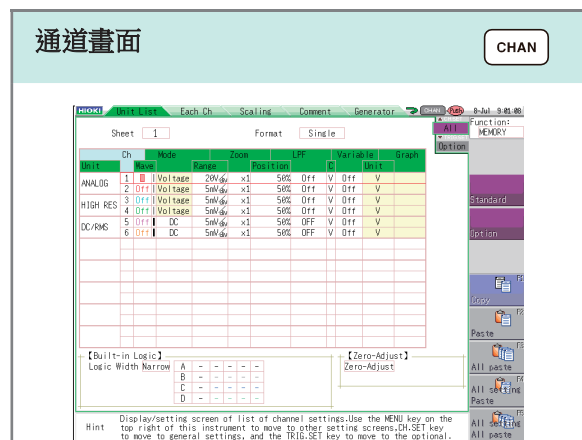 通道畫面
CHAN
HIOKI Unit List Each Ch Scaling Comment Generator CHAN Push 8-Jul 9:01:08
All Function:
MEMORY
Sheet 1 Format Single
Option
Ch Mode Zoom LPF Variable Graph
Unit Wave Range Position C Unit
ANALOG 1 Voltage 20V/div ×1 50% Off V Off V
2 Off Voltage 5mV/div ×1 50% Off V Off V
HIGH RES 3 Off Voltage 5mV/div ×1 50% Off V Off V
4 Off Voltage 5mV/div ×1 50% Off V Off V
DC/RMS 5 Off DC 5mV/div ×1 50% OFF V Off V
6 Off DC 5mV/div ×1 50% OFF V Off V
Standard
Option
F1
Copy
F2
Paste
F3
All paste
F4
All setting
Paste
F5
All setting
All paste
【Built-in Logic】 【Zero-Adjust】
Logic Width Narrow A - - - - - Zero-Adjust
B - - - - -
C - - - - -
D - - - - -
Hint Display/setting screen of list of channel settings.Use the MENU key on the
top right of this instrument to move to other setting screens.CH.SET key
to move to general settings, and the TRIG.SET key to move to the optional.